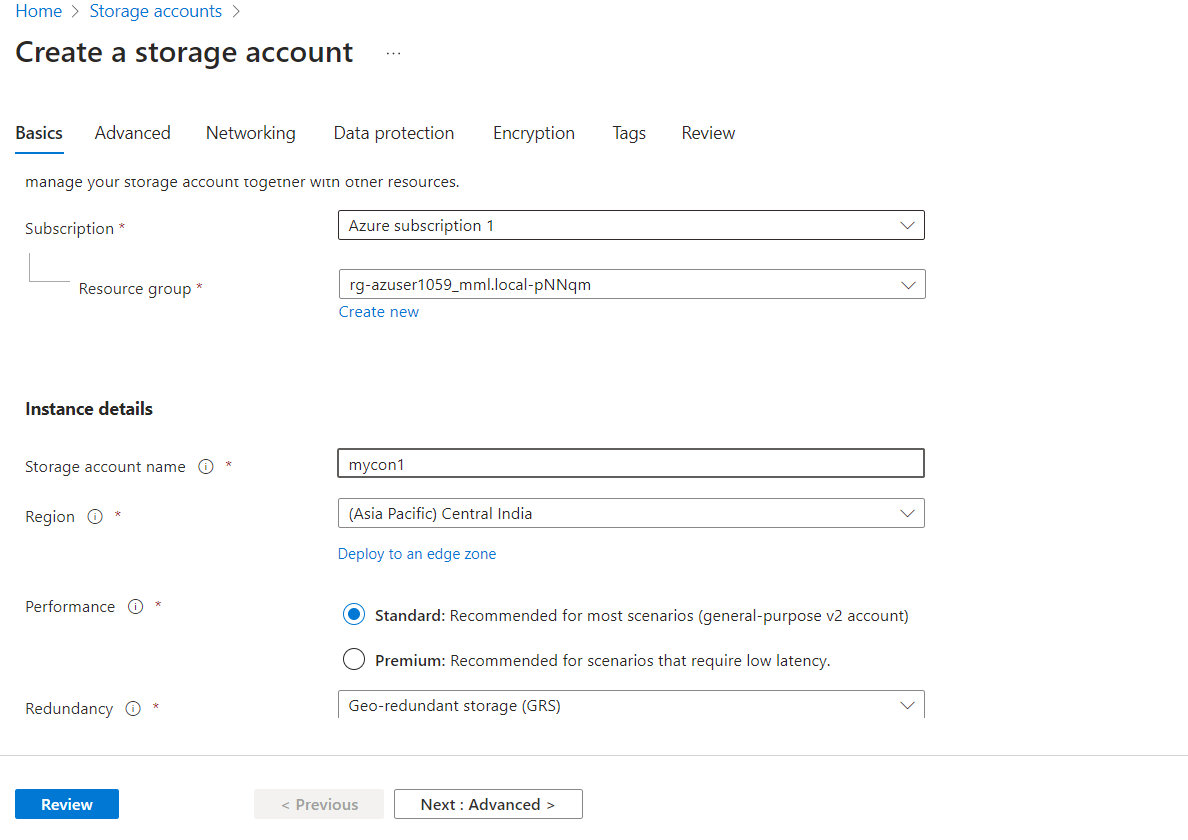 Home > Storage accounts >
Create a storage account ...
Basics Advanced Networking Data protection Encryption Tags Review
manage your storage account together with other resources.
Subscription * Azure subscription 1
Resource group * rg-azuser1059_mml.local-pNNqm
Create new
Instance details
Storage account name * mycon1
Region * (Asia Pacific) Central India
Deploy to an edge zone
Performance * Standard: Recommended for most scenarios (general-purpose v2 account)
Premium: Recommended for scenarios that require low latency.
Redundancy * Geo-redundant storage (GRS)
Review < Previous Next : Advanced >